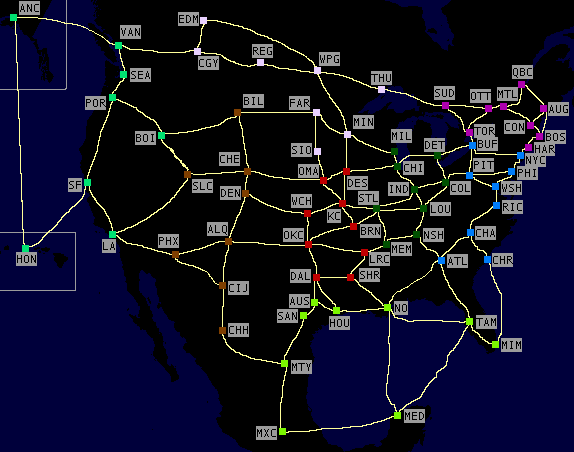 ANC
EDM
VAN
CGY
REG
WPG
SEA
THU
QBC
POR
BIL
FAR
SUD
OTT
MTL
AUG
BOI
MIN
TOR
CON
BOS
MIL
DET
BUF
HAR
SIO
NYC
CHE
OMA
CHI
PIT
PHI
SF
SLC
DEN
DES
IND
COL
WSH
WCH
STL
KC
LOU
RIC
LA
PHX
ALQ
OKC
BRN
NSH
CHA
HON
LRC
MEM
ATL
CHR
DAL
SHR
CIJ
AUS
SAN
HOU
NO
TAM
CHH
MIM
MTY
MED
MXC